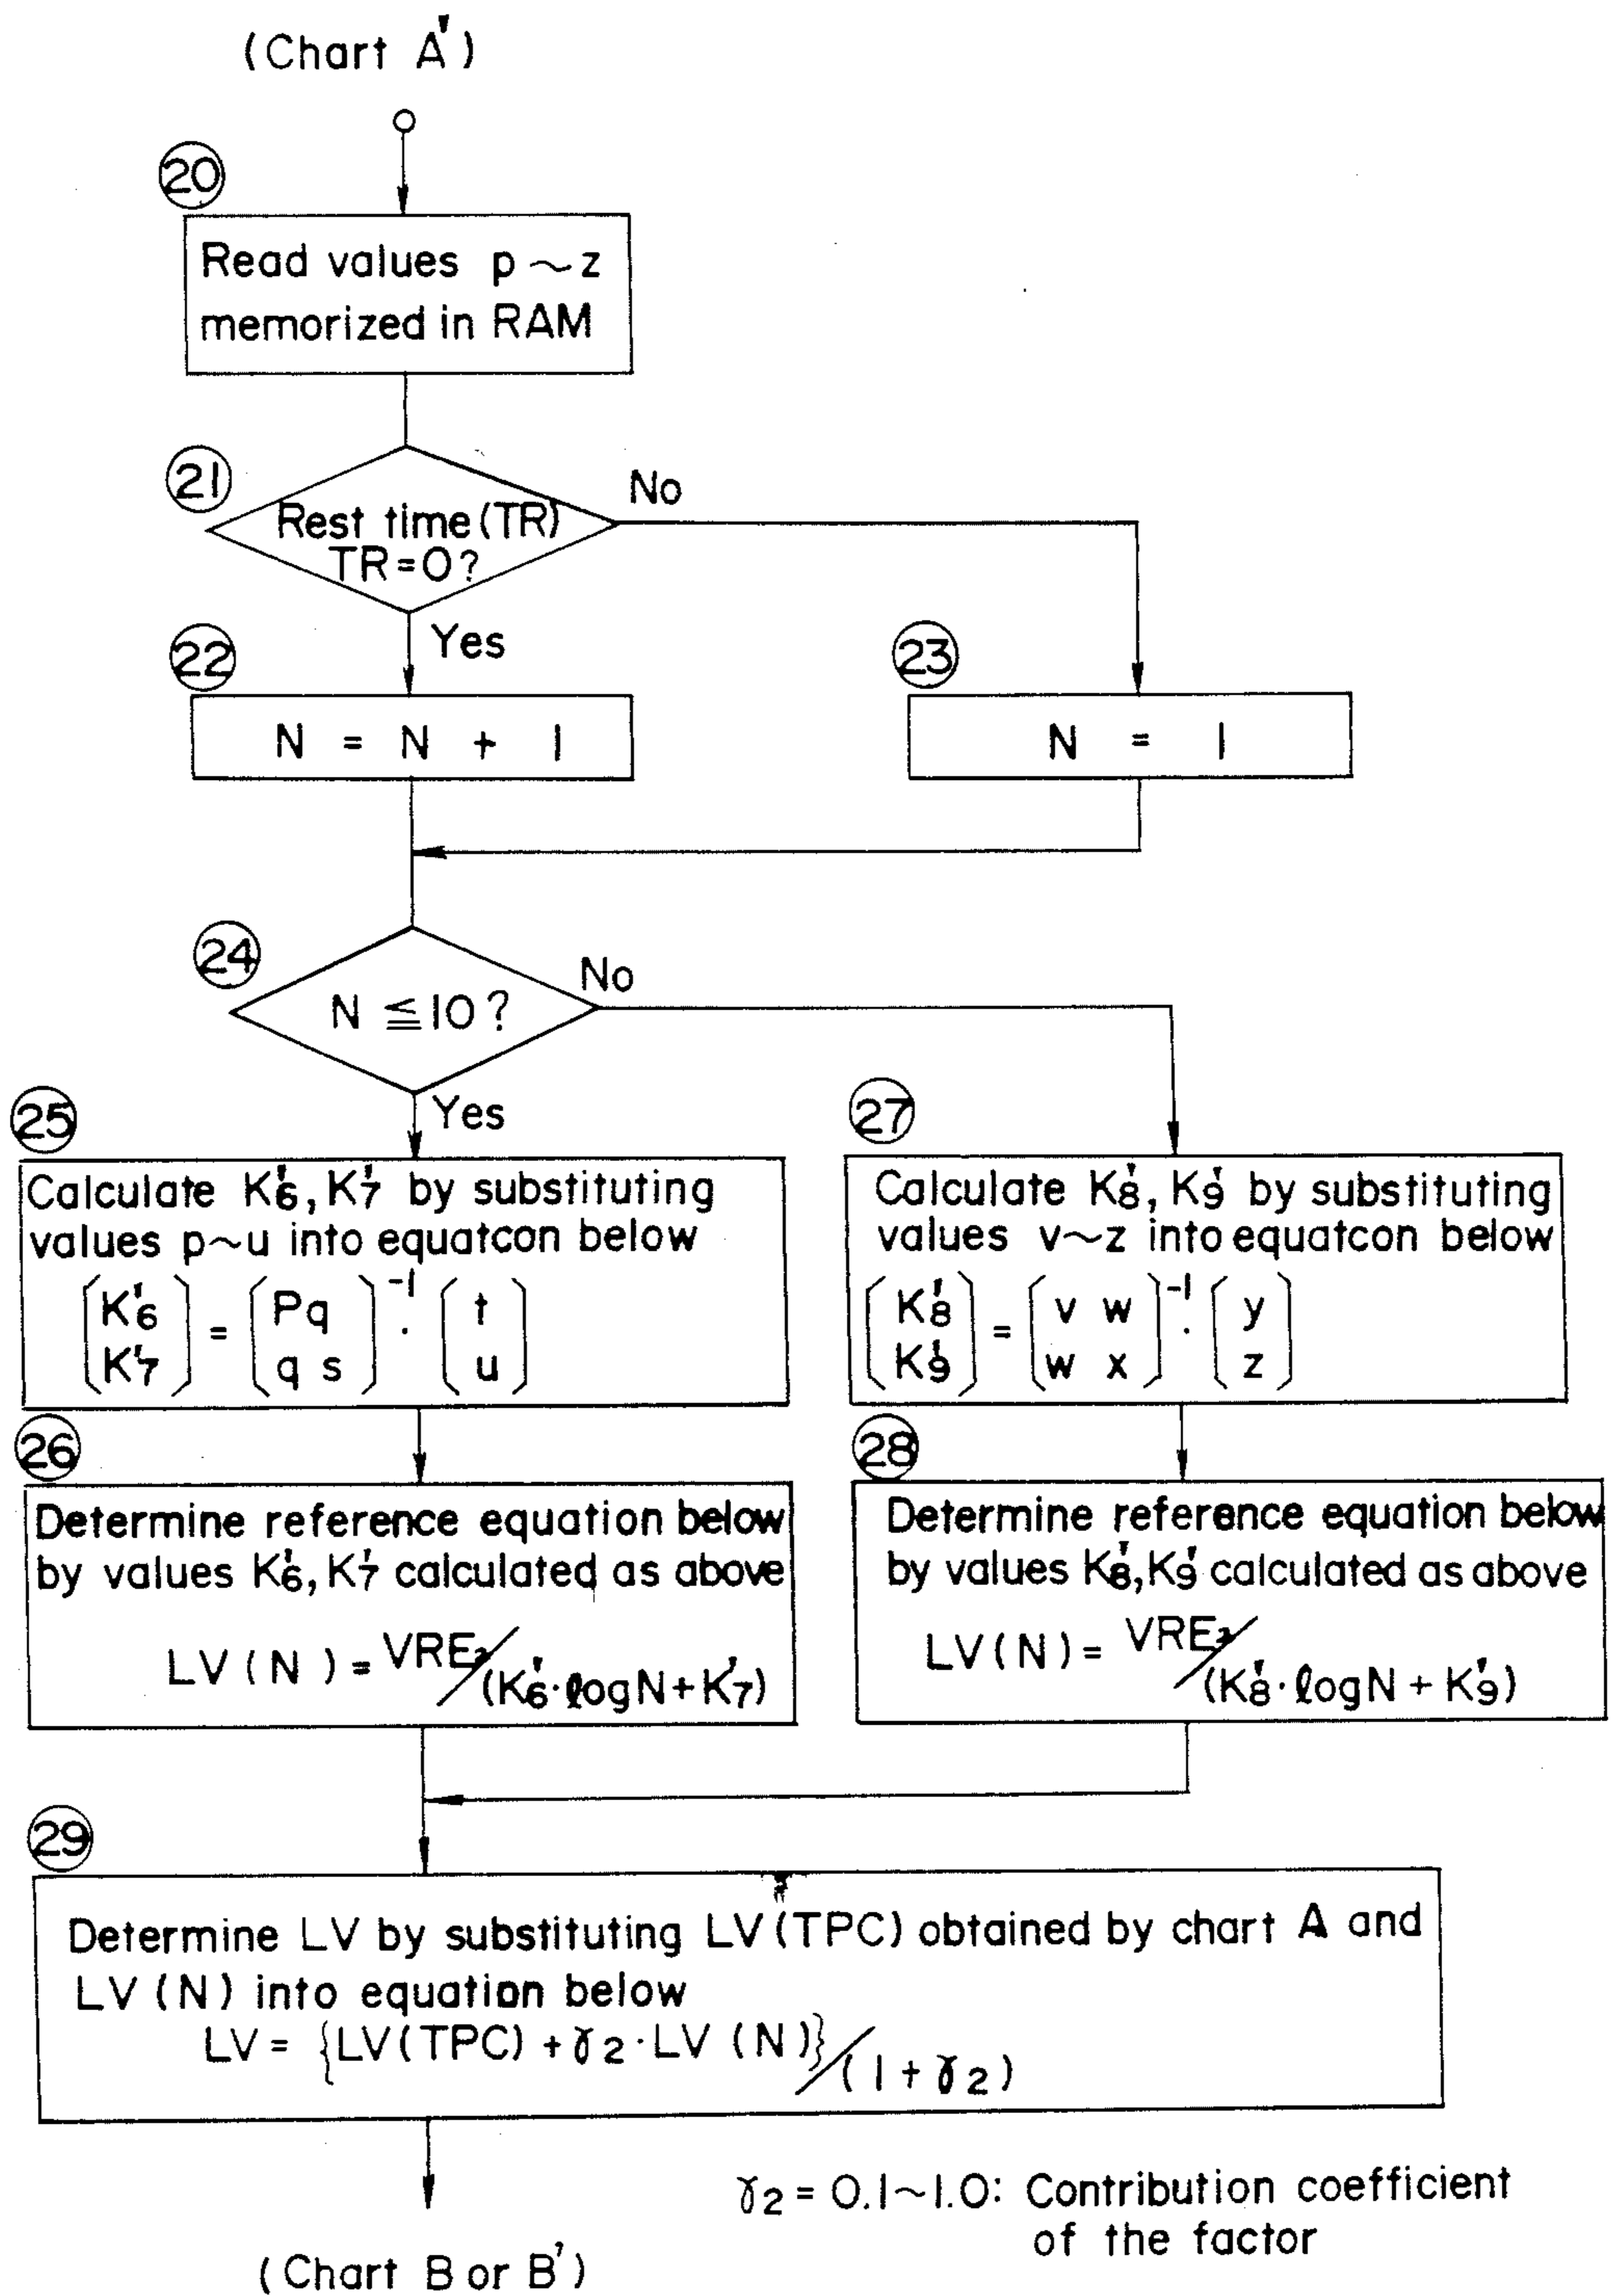 (Chart A')
20
Read values p ~ z
memorized in RAM
21
Rest time (TR)
TR = 0 ?
No
Yes
22
N = N + 1
23
N = 1
24
N ≦ 10 ?
No
Yes
25
Calculate K'6, K'7 by substituting
values p~u into equatcon below
(K'6 K'7) = (Pq q s)^-1 · (t u)
27
Calculate K'8, K'9 by substituting
values v~z into equatcon below
(K'8 K'9) = (v w w x)^-1 · (y z)
26
Determine reference equation below
by values K'6, K'7 calculated as above
LV (N) = VRE2/(K'6 · logN + K'7)
28
Determine reference equation below
by values K'8, K'9 calculated as above
LV (N) = VRE2/(K'8 · logN + K'9)
29
Determine LV by substituting LV (TPC) obtained by chart A and
LV (N) into equation below
LV = {LV(TPC) + γ2 · LV (N)}/(1 + γ2)
γ2 = 0.1~1.0: Contribution coefficient
of the factor
(Chart B or B')